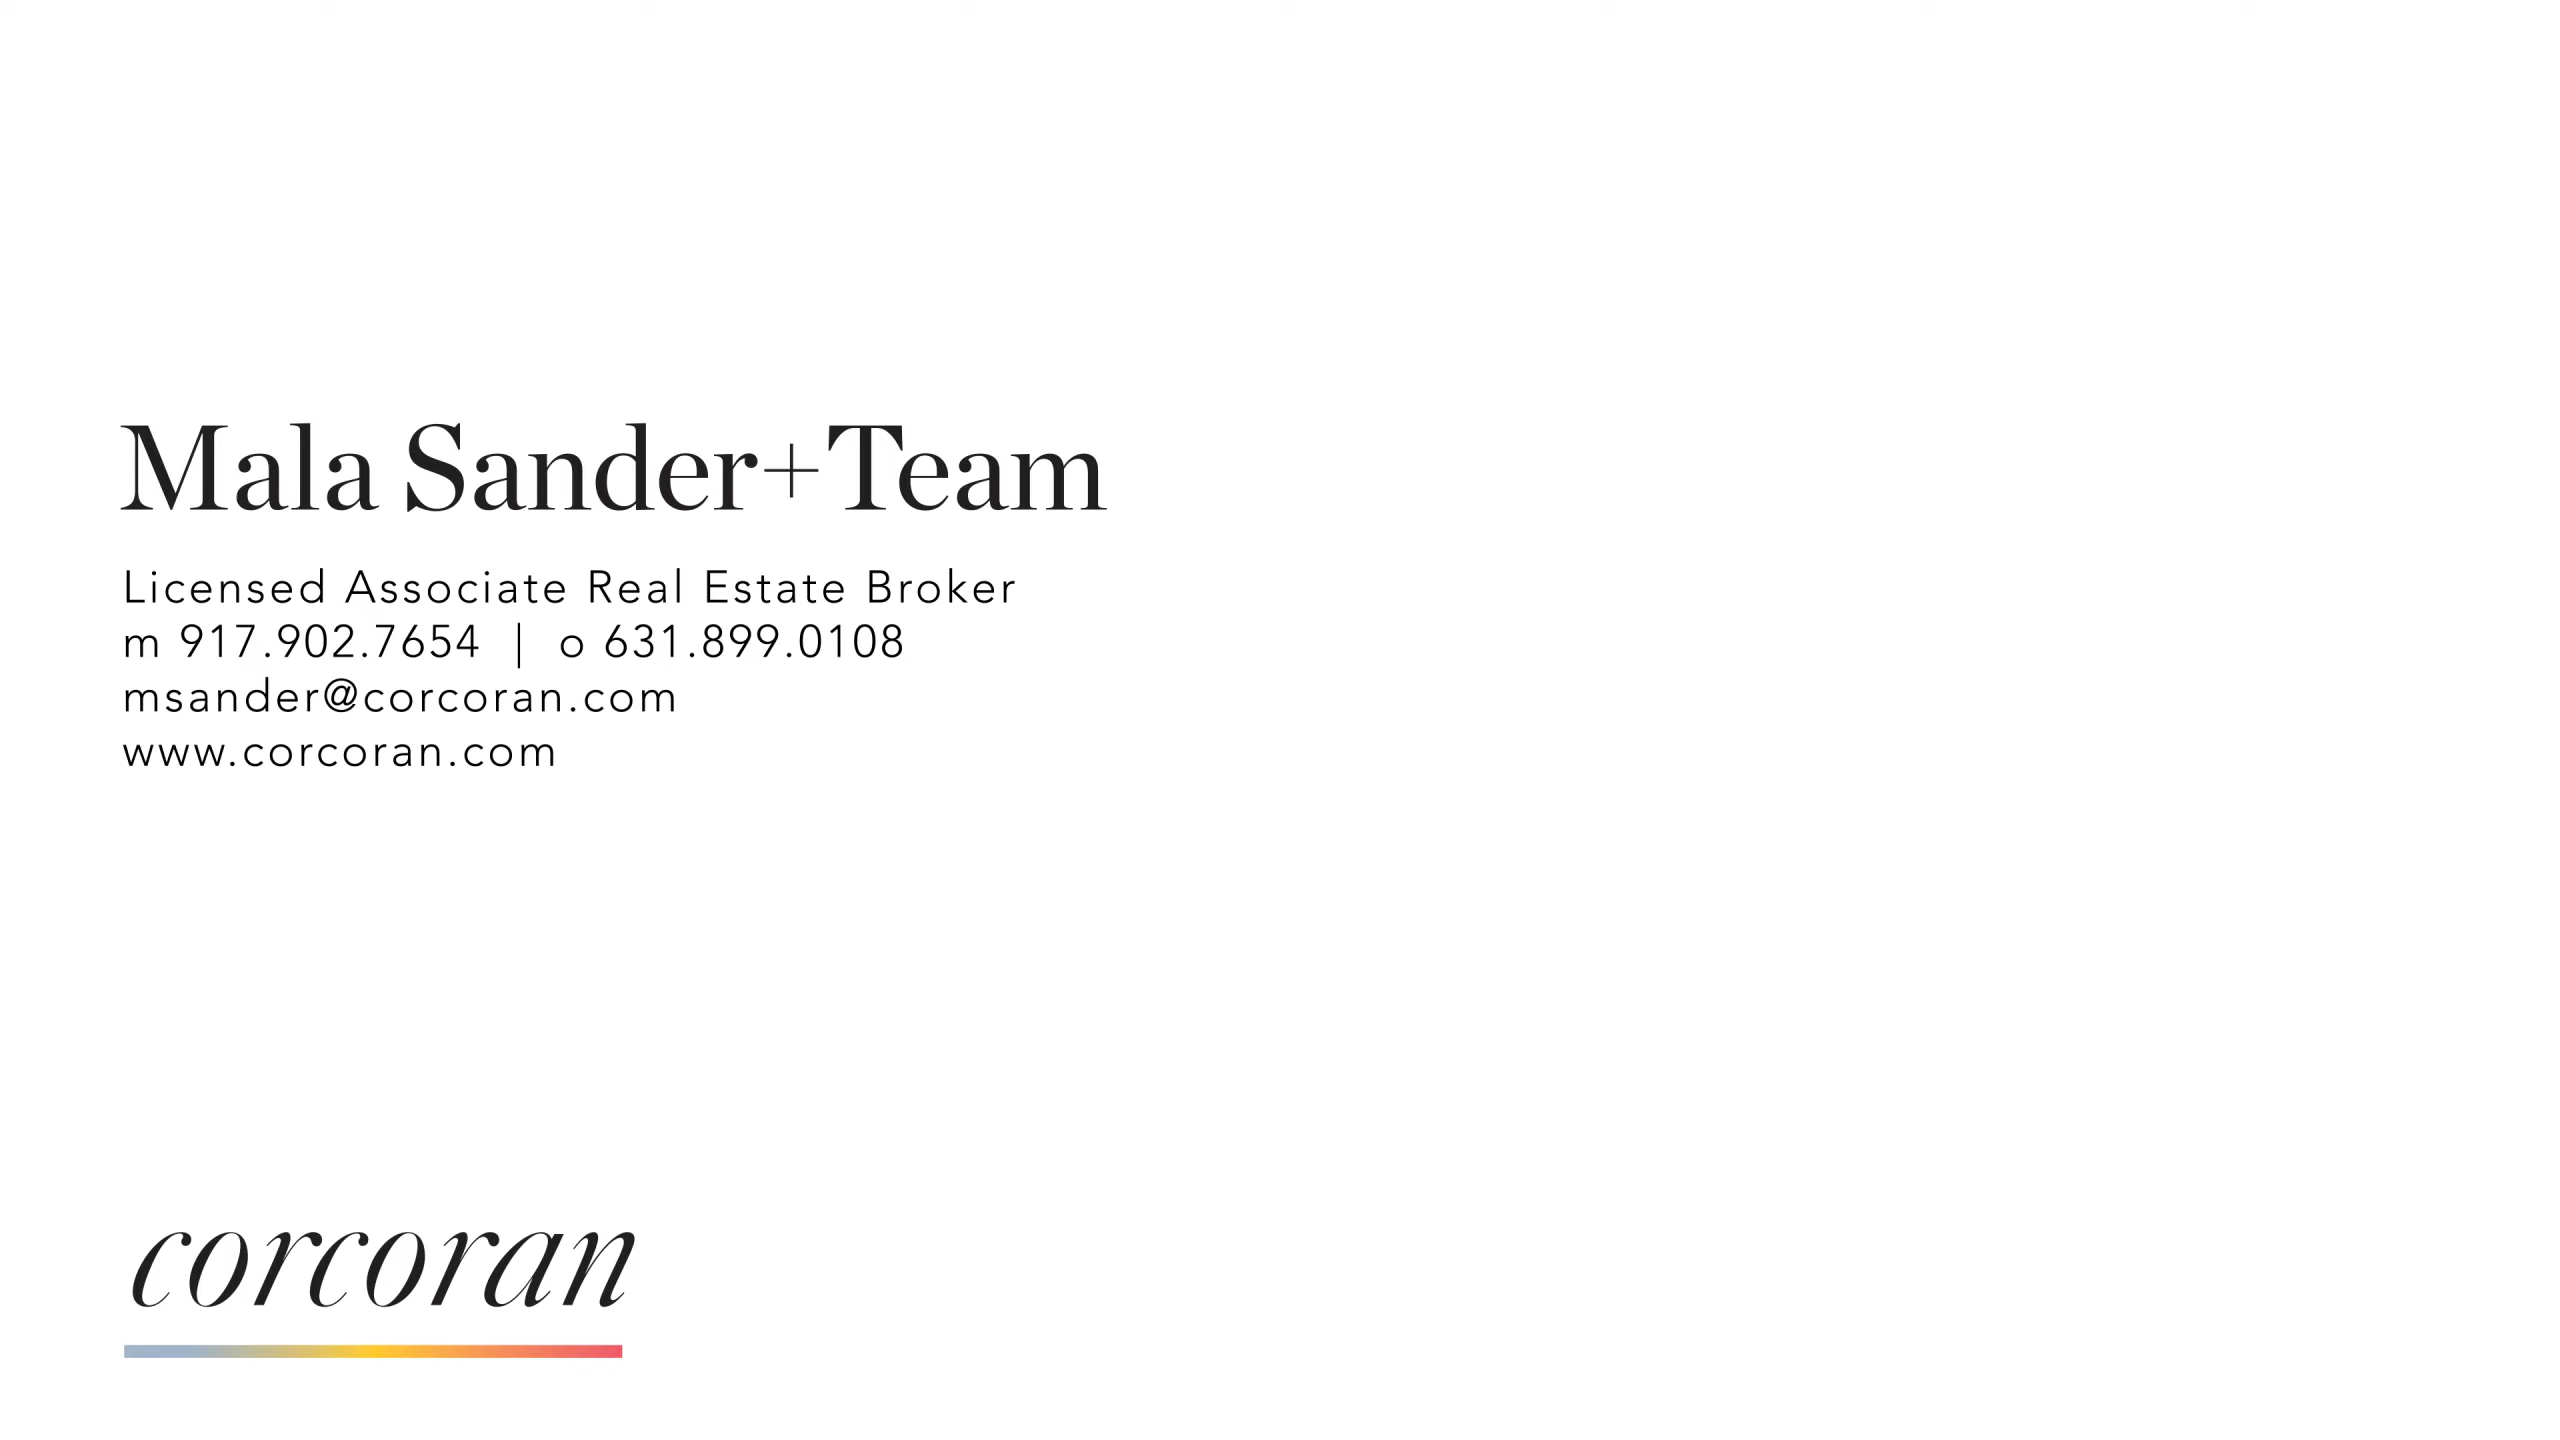 Mala Sander+Team
Licensed Associate Real Estate Broker
m 917.902.7654 | o 631.899.0108
msander@corcoran.com
www.corcoran.com
corcoran